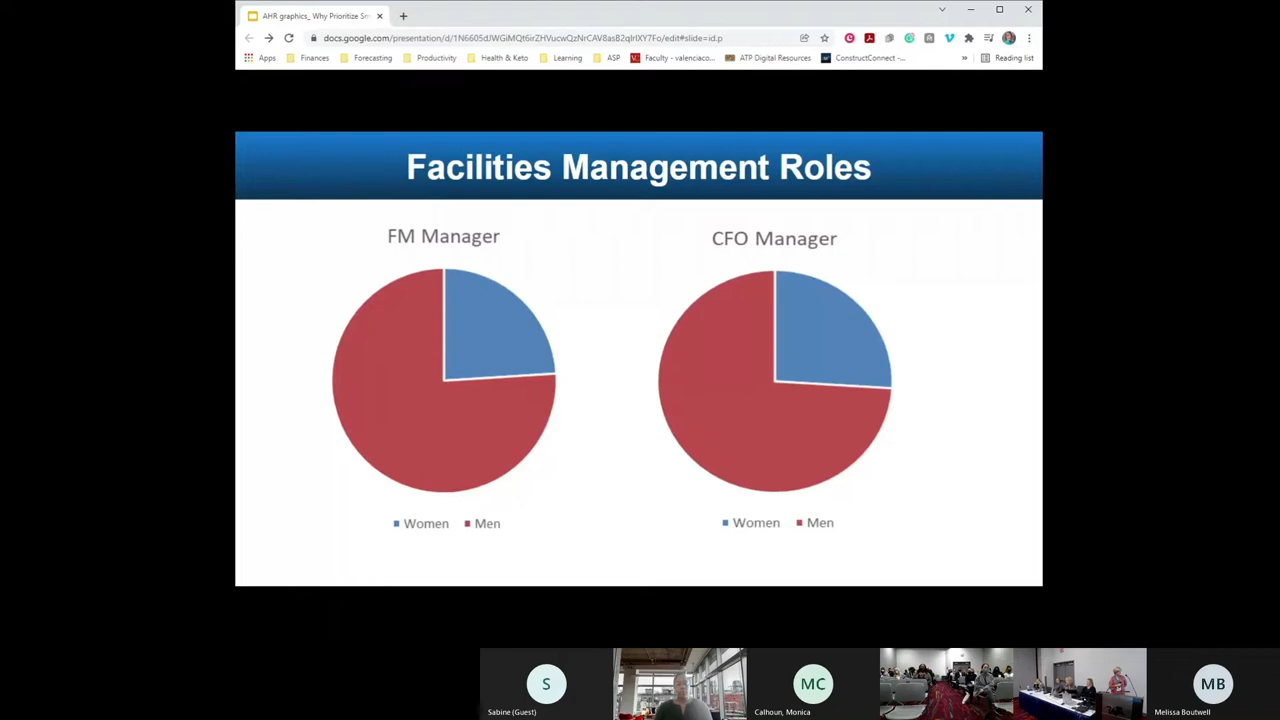 AHR graphics_ Why Prioritize Sm
docs.google.com/presentation/d/1N6605dJWGiMQt6irZHVucwQzNrCAV8asB2qIrlXY7Fo/edit#slide=id.p
Apps Finances Forecasting Productivity Health & Keto Learning ASP Faculty - valenciaco... ATP Digital Resources ConstructConnect -... » Reading list
Facilities Management Roles
FM Manager CFO Manager
Women Men Women Men
S MC MB
Sabine (Guest) Calhoun, Monica Melissa Boutwell